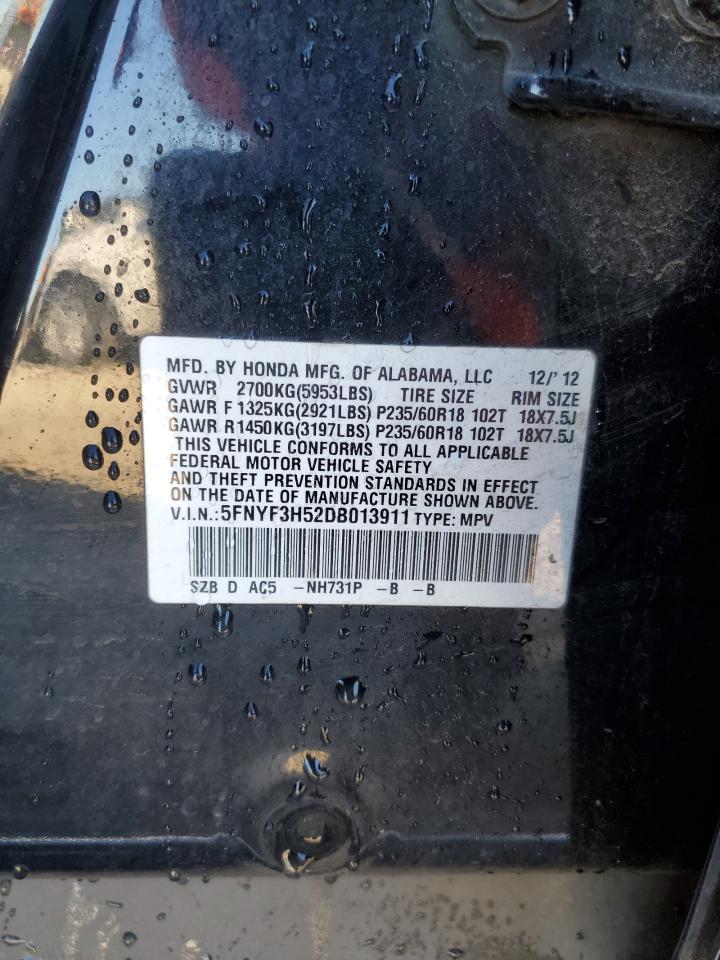 MFD. BY HONDA MFG. OF ALABAMA, LLC 12/'12
GVWR 2700KG(5953LBS) TIRE SIZE RIM SIZE
GAWR F 1325KG(2921LBS) P235/60R18 102T 18X7.5J
GAWR R 1450KG(3197LBS) P235/60R18 102T 18X7.5J
THIS VEHICLE CONFORMS TO ALL APPLICABLE
FEDERAL MOTOR VEHICLE SAFETY
AND THEFT PREVENTION STANDARDS IN EFFECT
ON THE DATE OF MANUFACTURE SHOWN ABOVE.
V.I.N.:5FNYF3H52DB013911 TYPE: MPV
SZB D AC5 -NH731P -B -B